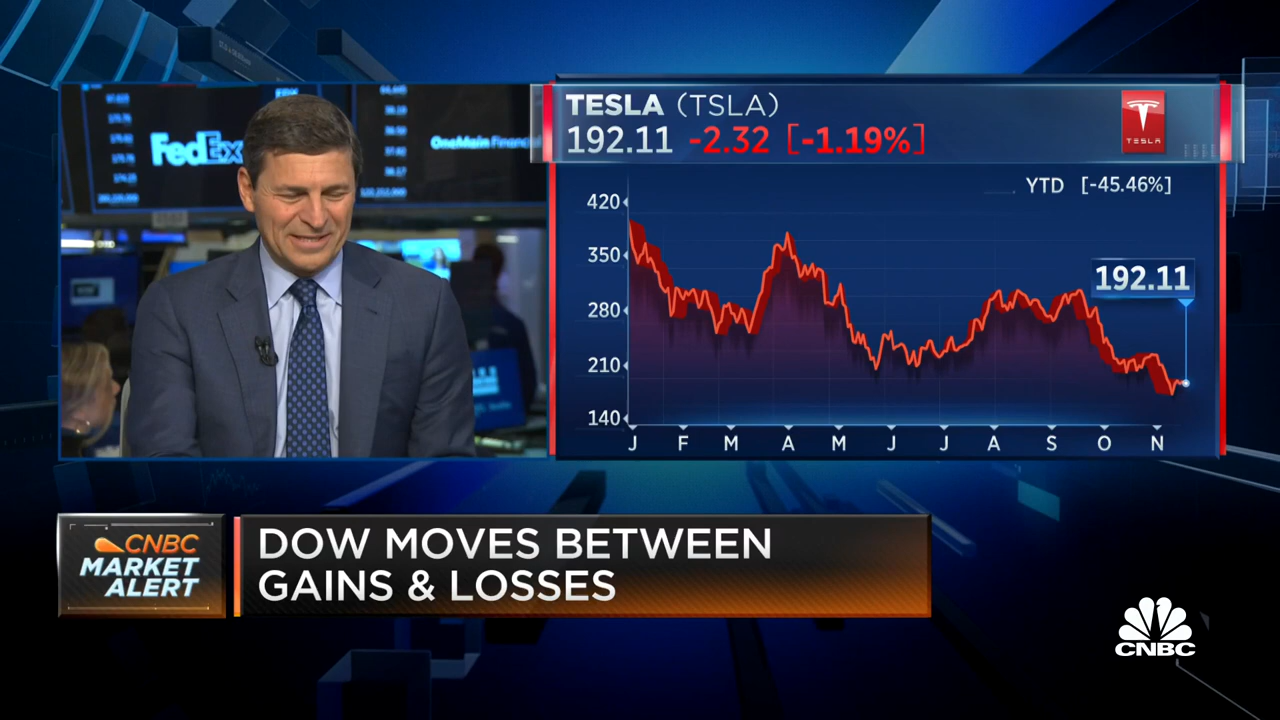 FedEx
OneMain Financial
TESLA (TSLA)
192.11 -2.32 [-1.19%]
TESLA
YTD [-45.46%]
420
350
280
210
140
192.11
J F M A M J J A S O N
CNBC
MARKET
ALERT
DOW MOVES BETWEEN
GAINS & LOSSES
CNBC